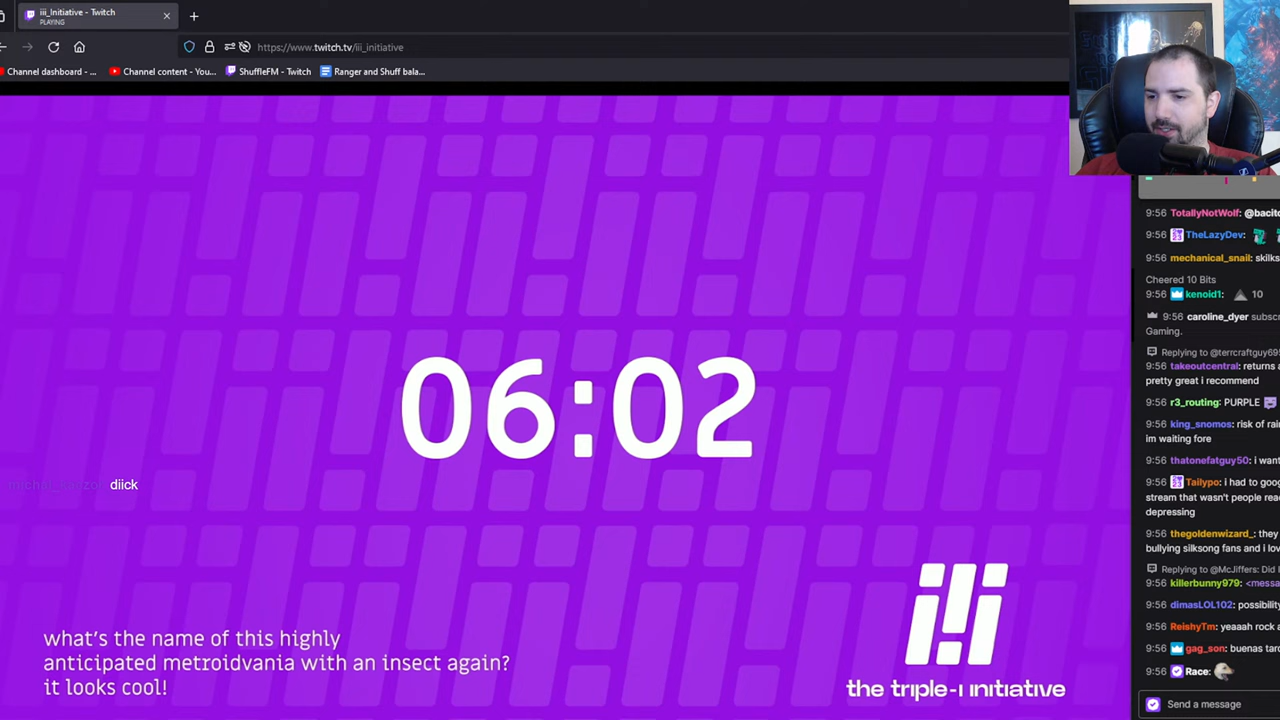 iii_Initiative - Twitch
PLAYING
https://www.twitch.tv/iii_initiative
Channel dashboard - ...
Channel content - You...
ShuffleFM - Twitch
Ranger and Shuff bala...
06:02
diick
what's the name of this highly
anticipated metroidvania with an insect again?
it looks cool!
the triple-i initiative
9:56 TotallyNotWolf: @bacit
9:56 TheLazyDev:
9:56 mechanical_snail: skilks
Cheered 10 Bits
9:56 kenoid1: 10
9:56 caroline_dyer subsc
Gaming.
Replying to @terrcraftguy69
9:56 takeoutcentral: returns a
pretty great i recommend
9:56 r3_routing: PURPLE
9:56 king_snomos: risk of rai
im waiting fore
9:56 thatonefatguy50: i want
9:56 Tailypo: i had to goog
stream that wasn't people rea
depressing
9:56 thegoldenwizard_: they
bullying silksong fans and i lov
Replying to @McJiffers: Did I
9:56 killerbunny979: <messa
9:56 dimasLOL102: possibility
9:56 ReishyTm: yeaaah rock a
9:56 gag_son: buenas tard
9:56 Race:
Send a message